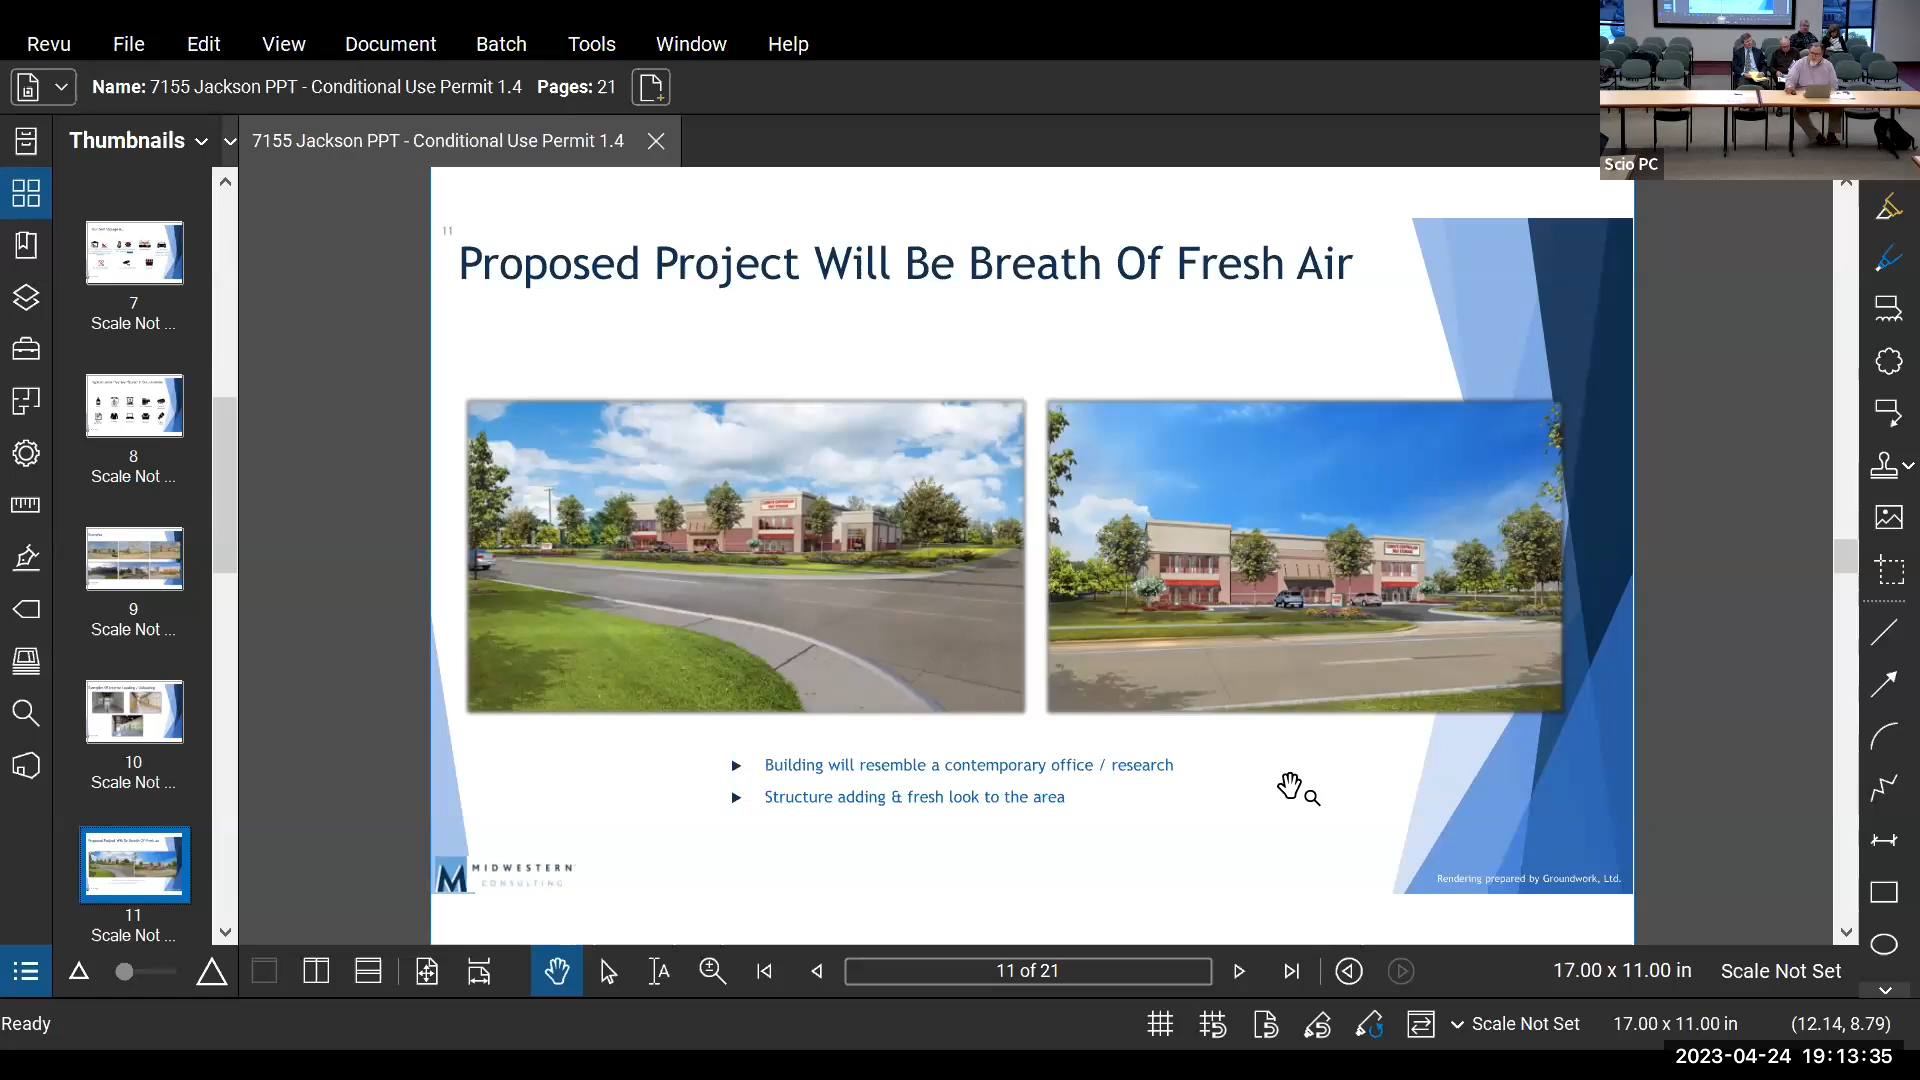 Revu File Edit View Document Batch Tools Window Help
Name: 7155 Jackson PPT - Conditional Use Permit 1.4 Pages: 21
Thumbnails
7155 Jackson PPT - Conditional Use Permit 1.4
Scio PC
7
Scale Not ...
8
Scale Not ...
9
Scale Not ...
10
Scale Not ...
11
Scale Not ...
11
Proposed Project Will Be Breath Of Fresh Air
CLIMATE CONTROLLED
SELF STORAGE
Building will resemble a contemporary office / research
Structure adding & fresh look to the area
M MIDWESTERN
CONSULTING
Rendering prepared by Groundwork, Ltd.
11 of 21
17.00 x 11.00 in Scale Not Set
Ready
Scale Not Set 17.00 x 11.00 in (12.14, 8.79)
2023-04-24 19:13:35